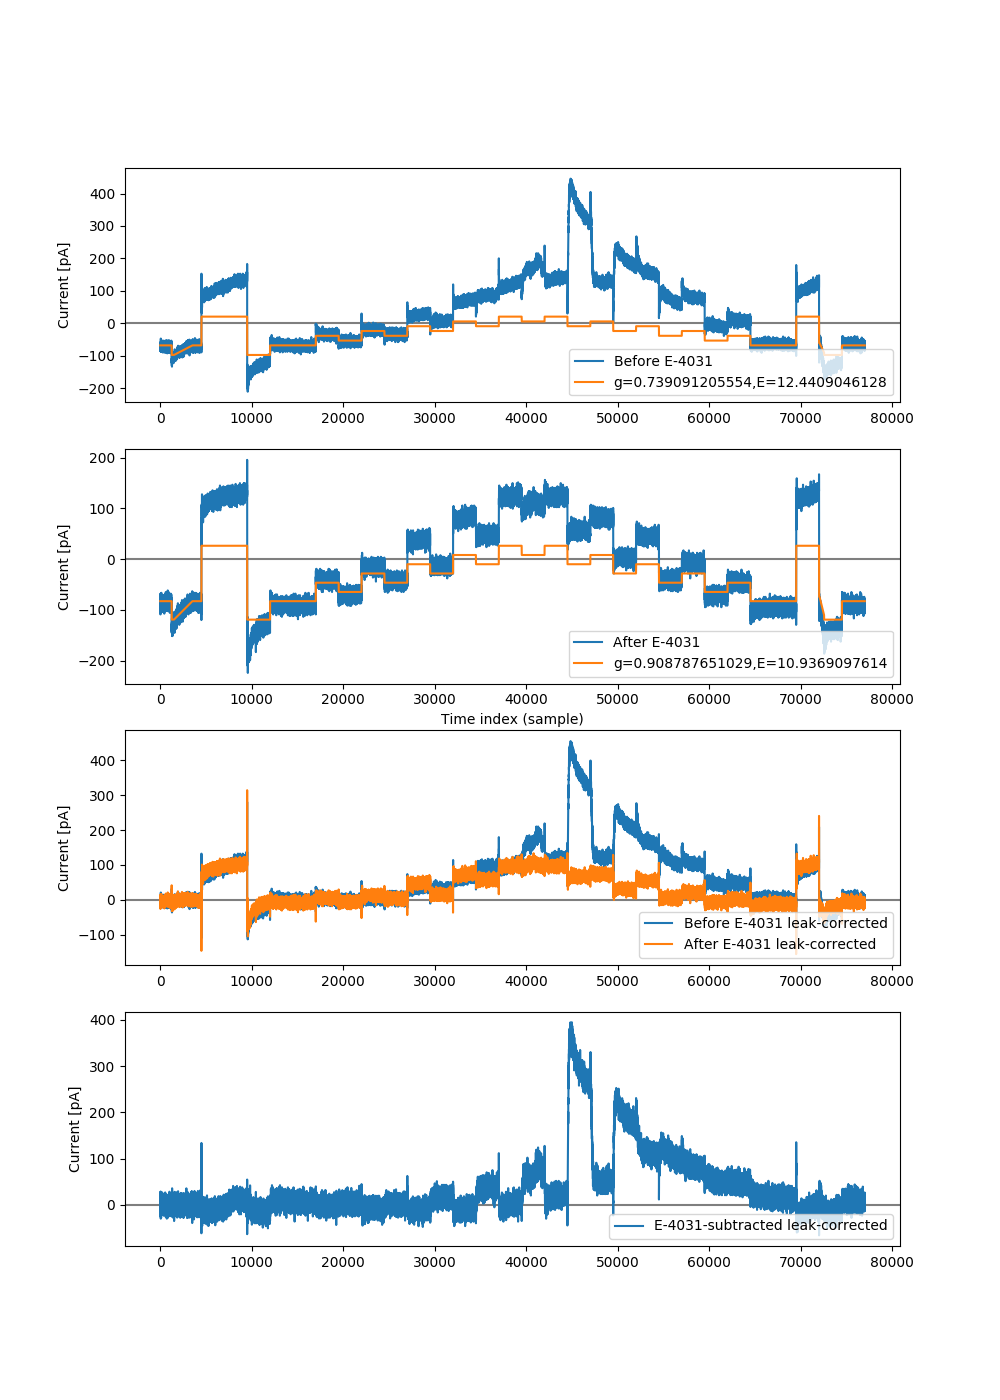 Current [pA]
400
300
200
100
0
−100
−200
Before E-4031
g=0.739091205554,E=12.4409046128
0 10000 20000 30000 40000 50000 60000 70000 80000
Current [pA]
200
100
0
−100
−200
After E-4031
g=0.908787651029,E=10.9369097614
0 10000 20000 30000 40000 50000 60000 70000 80000
Time index (sample)
Current [pA]
400
300
200
100
0
−100
Before E-4031 leak-corrected
After E-4031 leak-corrected
0 10000 20000 30000 40000 50000 60000 70000 80000
Current [pA]
400
300
200
100
0
E-4031-subtracted leak-corrected
0 10000 20000 30000 40000 50000 60000 70000 80000